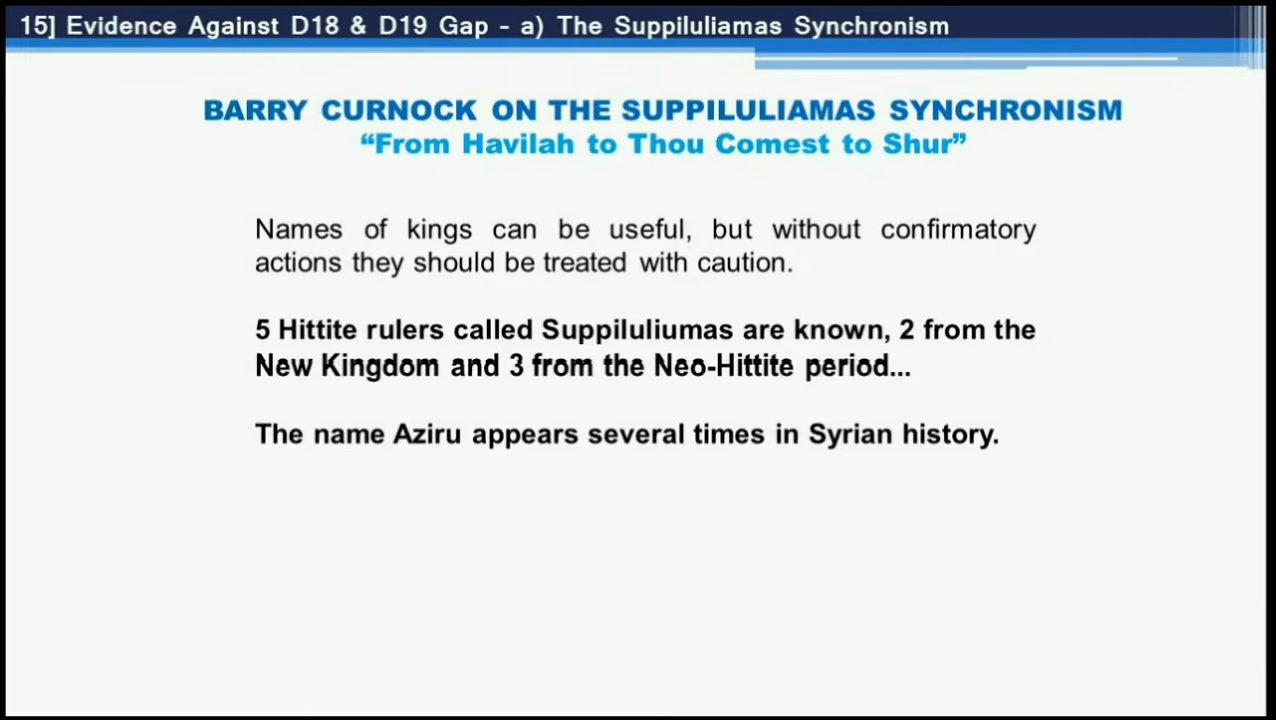 15] Evidence Against D18 & D19 Gap - a) The Suppiluliamas Synchronism
BARRY CURNOCK ON THE SUPPILULIAMAS SYNCHRONISM
“From Havilah to Thou Comest to Shur”
Names of kings can be useful, but without confirmatory
actions they should be treated with caution.
5 Hittite rulers called Suppiluliumas are known, 2 from the
New Kingdom and 3 from the Neo-Hittite period...
The name Aziru appears several times in Syrian history.